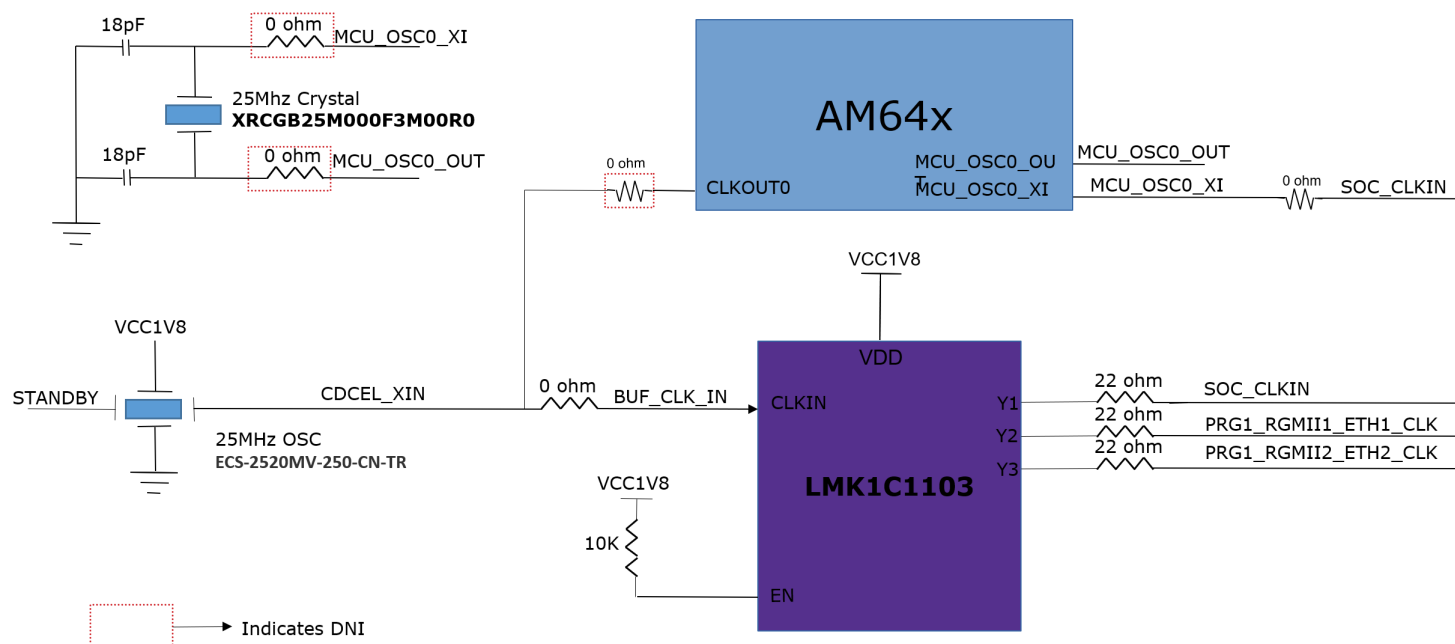 18pF
0 ohm
MCU_OSC0_XI
25Mhz Crystal
XRCGB25M000F3M00R0
18pF
0 ohm
MCU_OSC0_OUT
AM64x
0 ohm
CLKOUT0
MCU_OSC0_OU
T
MCU_OSC0_XI
MCU_OSC0_OUT
MCU_OSC0_XI
0 ohm
SOC_CLKIN
VCC1V8
STANDBY
CDCEL_XIN
25MHz OSC
ECS-2520MV-250-CN-TR
0 ohm
BUF_CLK_IN
VCC1V8
VDD
CLKIN
Y1
Y2
Y3
LMK1C1103
EN
VCC1V8
10K
22 ohm
SOC_CLKIN
22 ohm
PRG1_RGMII1_ETH1_CLK
22 ohm
PRG1_RGMII2_ETH2_CLK
Indicates DNI